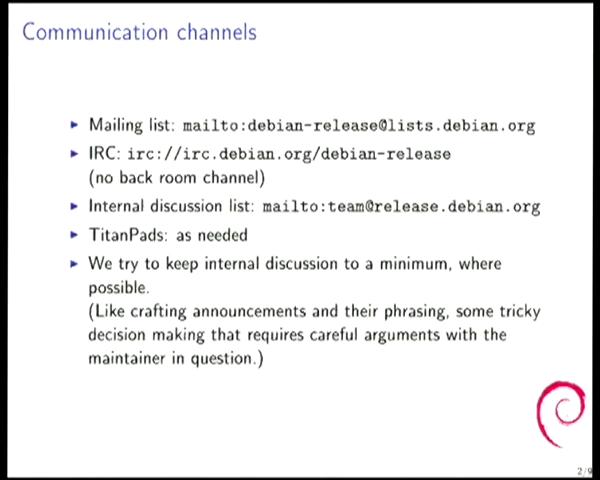 Communication channels
▶ Mailing list: mailto:debian-release@lists.debian.org
▶ IRC: irc://irc.debian.org/debian-release
(no back room channel)
▶ Internal discussion list: mailto:team@release.debian.org
▶ TitanPads: as needed
▶ We try to keep internal discussion to a minimum, where
possible.
(Like crafting announcements and their phrasing, some tricky
decision making that requires careful arguments with the
maintainer in question.)
2/9